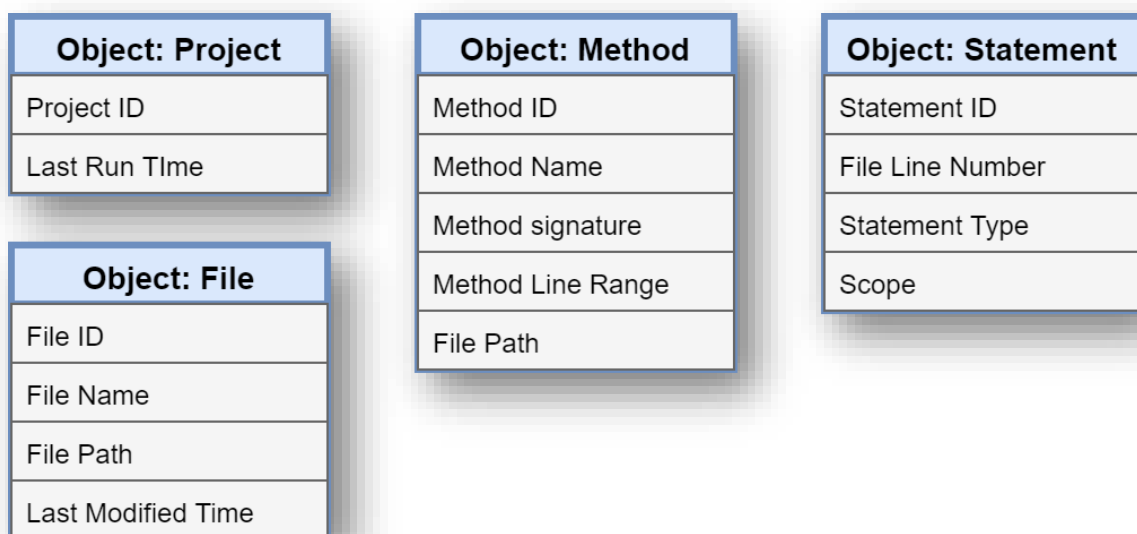 Object: Project
Project ID
Last Run TIme
Object: File
File ID
File Name
File Path
Last Modified Time
Object: Method
Method ID
Method Name
Method signature
Method Line Range
File Path
Object: Statement
Statement ID
File Line Number
Statement Type
Scope